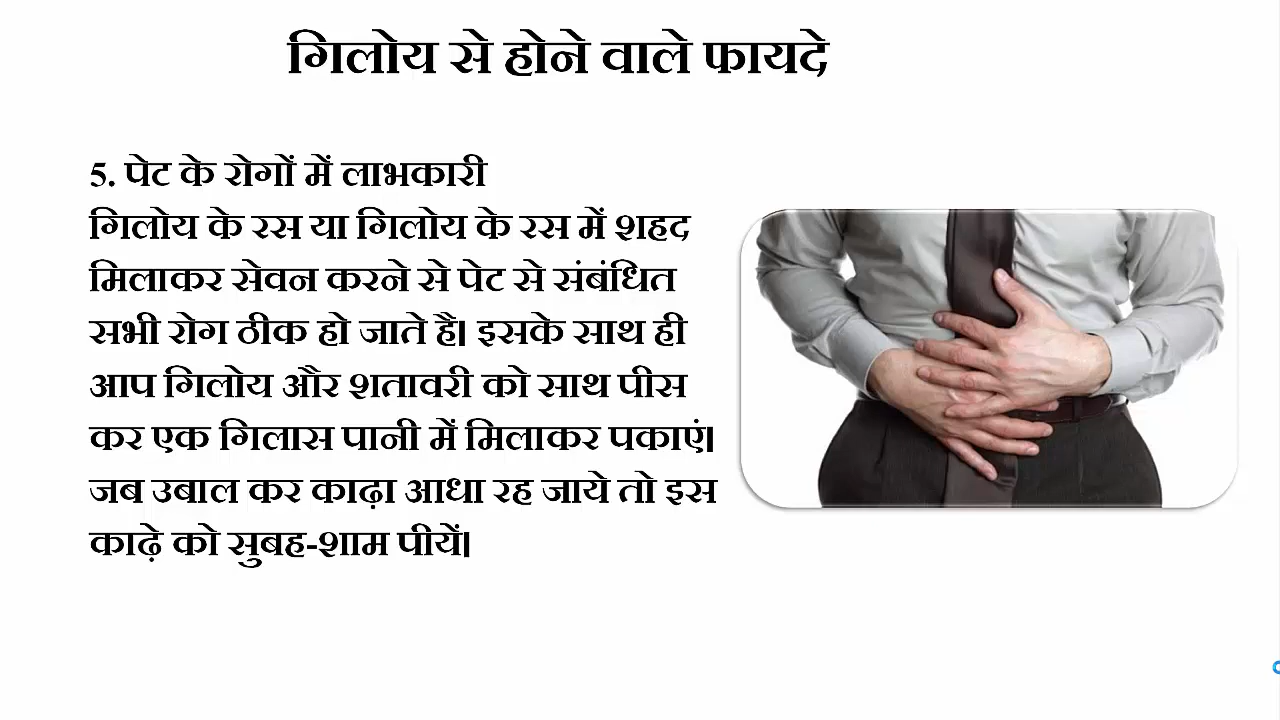 गिलोय से होने वाले फायदे
5. पेट के रोगों में लाभकारी
गिलोय के रस या गिलोय के रस में शहद
मिलाकर सेवन करने से पेट से संबंधित
सभी रोग ठीक हो जाते है। इसके साथ ही
आप गिलोय और शतावरी को साथ पीस
कर एक गिलास पानी में मिलाकर पकाएं।
जब उबाल कर काढ़ा आधा रह जाये तो इस
काढ़े को सुबह-शाम पीयें।